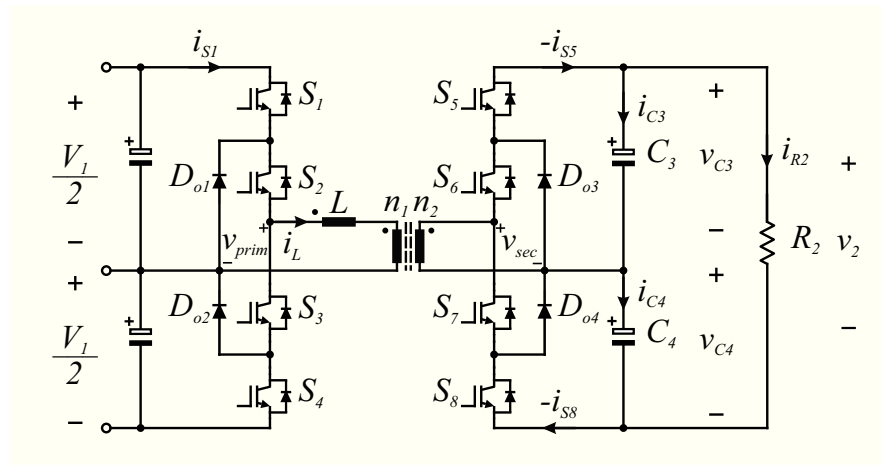 i_S1
-i_S5
+
S_1
S_5
+
+
i_C3
V_1
2
D_o1
S_2
S_6
D_o3
C_3
v_C3
i_R2
+
−
+
L
n_1 n_2
+
−
v_prim
i_L
v_sec
R_2
v_2
−
−
+
+
D_o2
S_3
S_7
D_o4
i_C4
+
+
V_1
2
C_4
v_C4
−
S_4
S_8
−
-i_S8
−